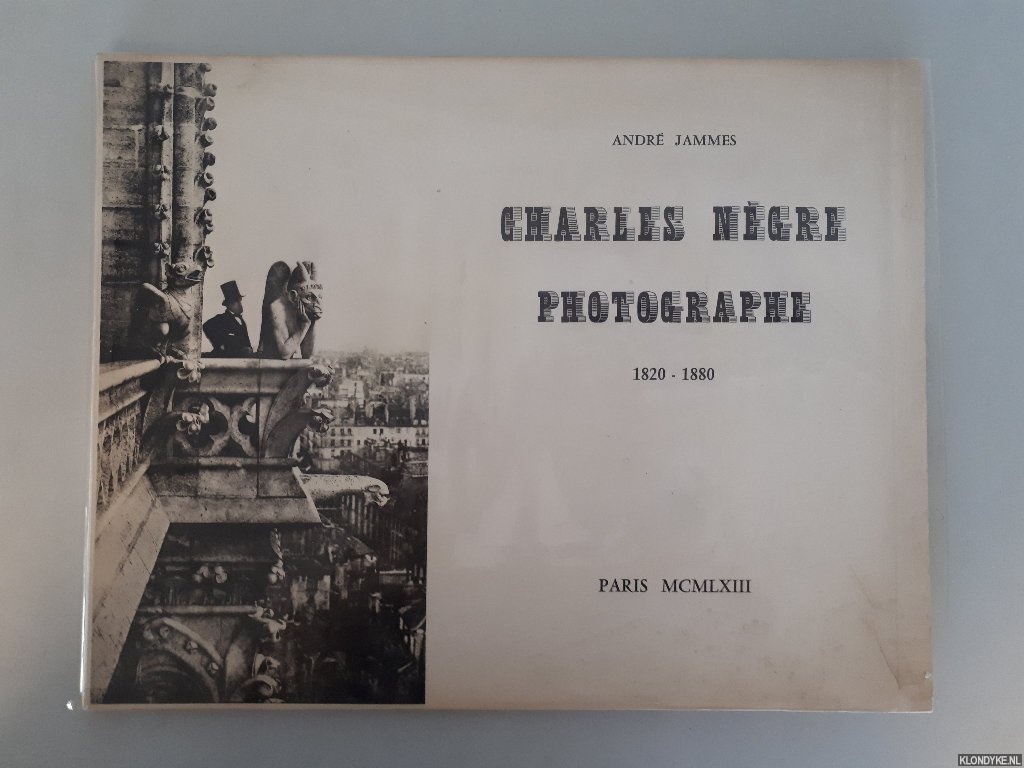 ANDRÉ JAMMES
CHARLES NÈGRE
PHOTOGRAPHE
1820 - 1880
PARIS MCMLXIII
KLONDYKE.NL